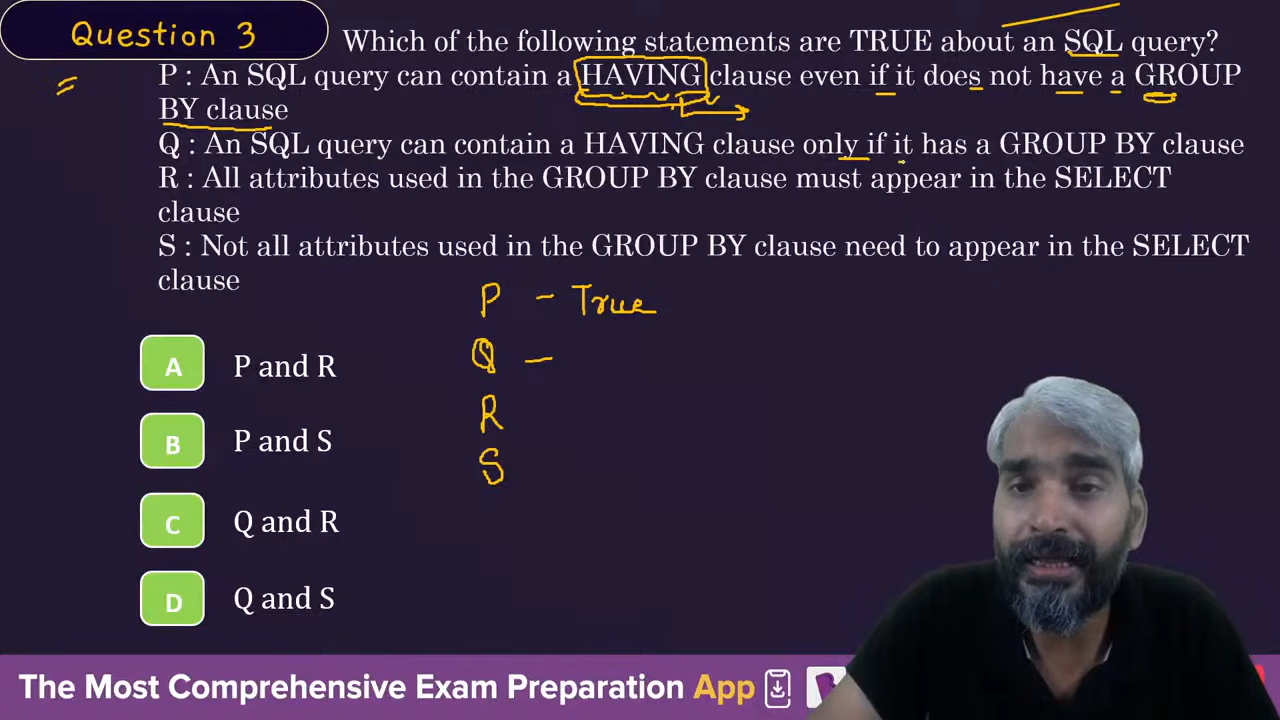 Question 3
Which of the following statements are TRUE about an SQL query?
P : An SQL query can contain a HAVING clause even if it does not have a GROUP
BY clause
Q : An SQL query can contain a HAVING clause only if it has a GROUP BY clause
R : All attributes used in the GROUP BY clause must appear in the SELECT
clause
S : Not all attributes used in the GROUP BY clause need to appear in the SELECT
clause
P - True
Q -
R
S
A P and R
B P and S
C Q and R
D Q and S
The Most Comprehensive Exam Preparation App